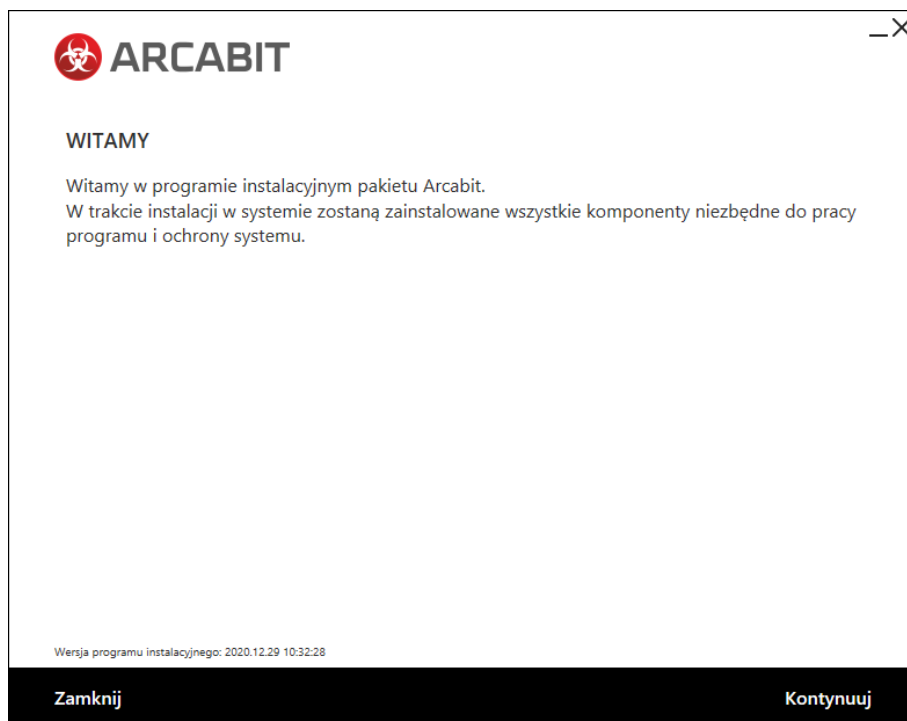 ARCABIT
WITAMY
Witamy w programie instalacyjnym pakietu Arcabit.
W trakcie instalacji w systemie zostaną zainstalowane wszystkie komponenty niezbędne do pracy
programu i ochrony systemu.
Wersja programu instalacyjnego: 2020.12.29 10:32:28
Zamknij
Kontynuuj